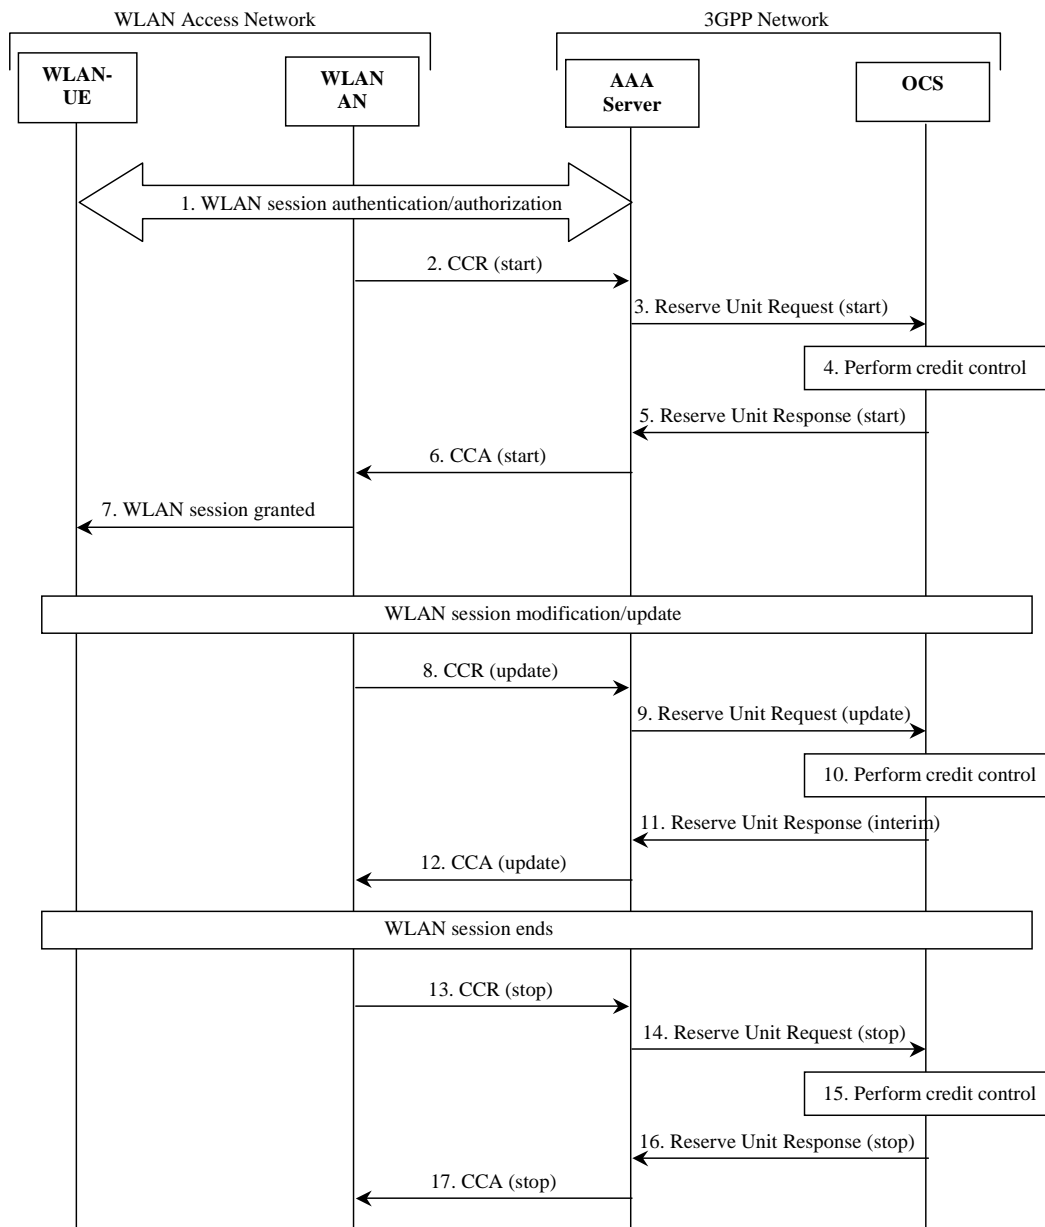 WLAN Access Network
3GPP Network
WLAN-
UE
WLAN
AN
AAA
Server
OCS
1. WLAN session authentication/authorization
2. CCR (start)
3. Reserve Unit Request (start)
4. Perform credit control
5. Reserve Unit Response (start)
6. CCA (start)
7. WLAN session granted
WLAN session modification/update
8. CCR (update)
9. Reserve Unit Request (update)
10. Perform credit control
11. Reserve Unit Response (interim)
12. CCA (update)
WLAN session ends
13. CCR (stop)
14. Reserve Unit Request (stop)
15. Perform credit control
16. Reserve Unit Response (stop)
17. CCA (stop)